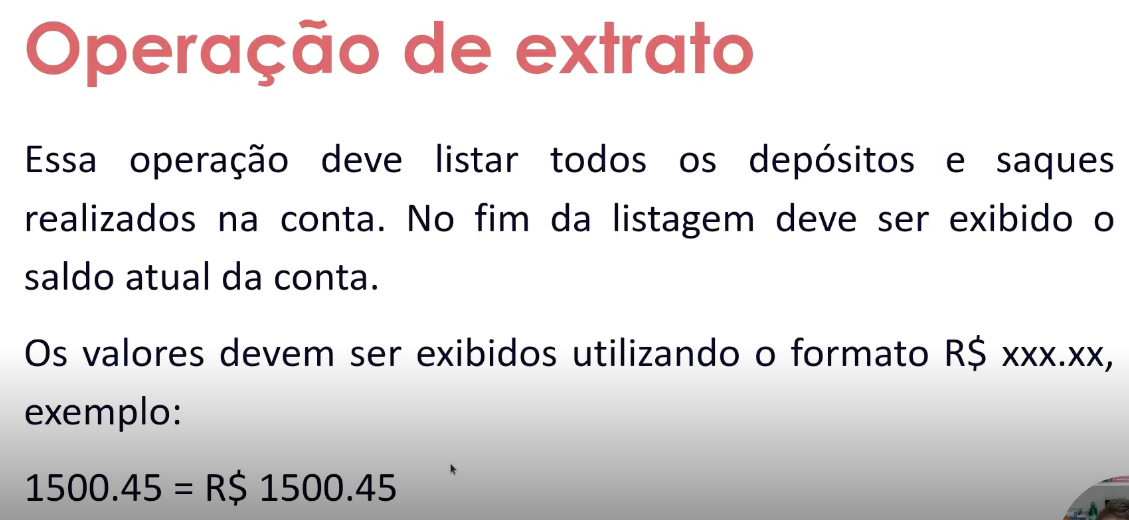 Operação de extrato
Essa operação deve listar todos os depósitos e saques
realizados na conta. No fim da listagem deve ser exibido o
saldo atual da conta.
Os valores devem ser exibidos utilizando o formato R$ xxx.xx,
exemplo:
1500.45 = R$ 1500.45